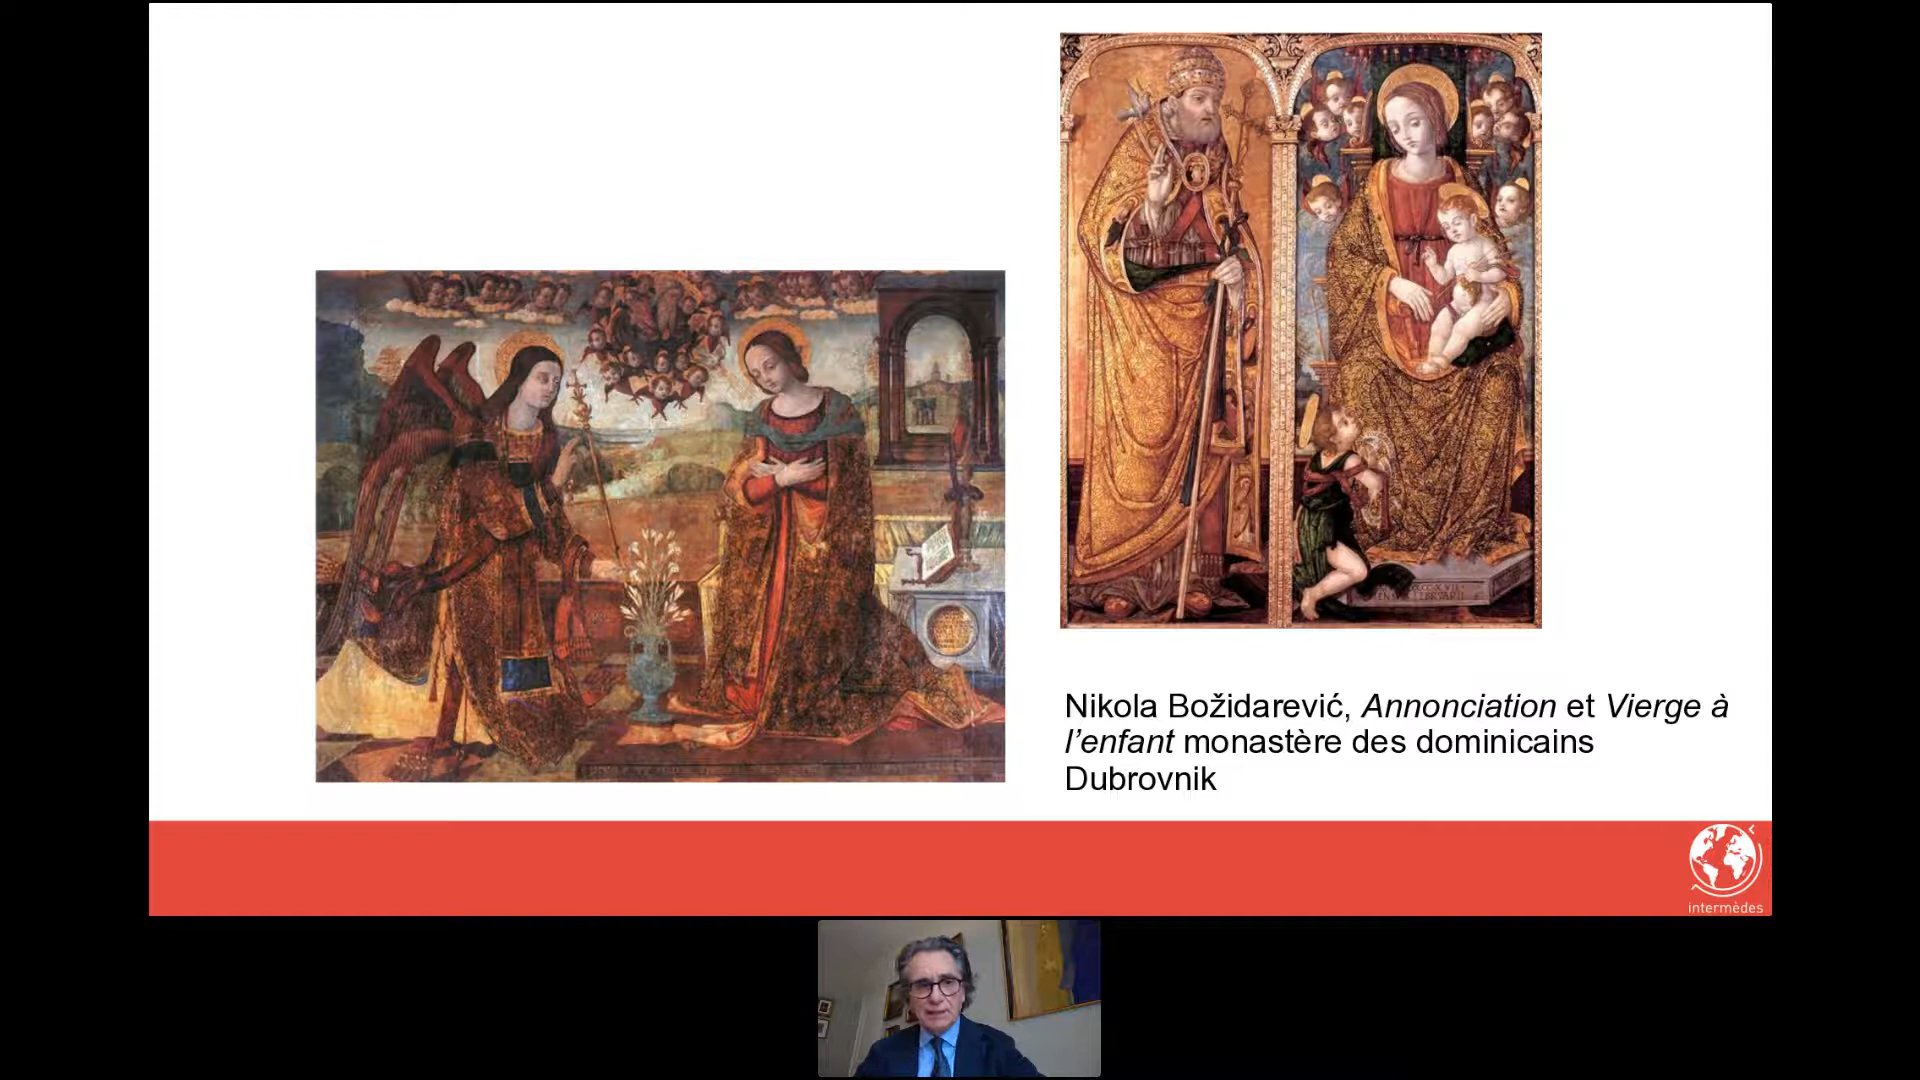 Nikola Božidarević, Annonciation et Vierge à
l’enfant monastère des dominicains
Dubrovnik
intermèdes